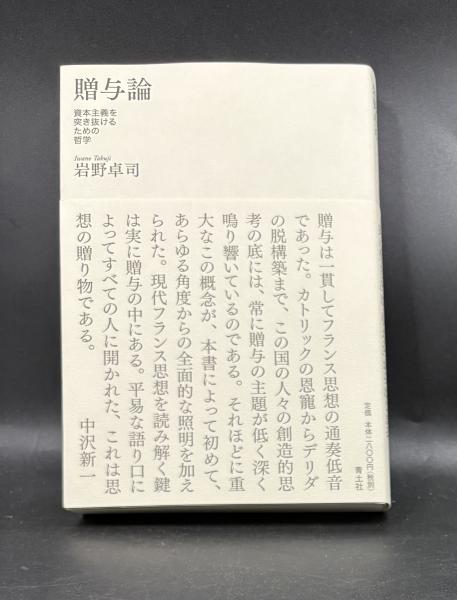 贈与論
資本主義を
突き抜ける
ための
哲学
Iwano Takuji
岩野卓司
贈与は一貫してフランス思想の通奏低音
であった。カトリックの恩寵からデリダ
の脱構築まで、この国の人々の創造的思
考の底には、常に贈与の主題が低く深く
鳴り響いているのである。それほどに重
大なこの概念が、本書によって初めて、
あらゆる角度からの全面的な照明を加え
られた。現代フランス思想を読み解く鍵
は実に贈与の中にある。平易な語り口に
よってすべての人に開かれた、これは思
想の贈り物である。
中沢新一
定価 本体二八〇〇円(税別)
青土社